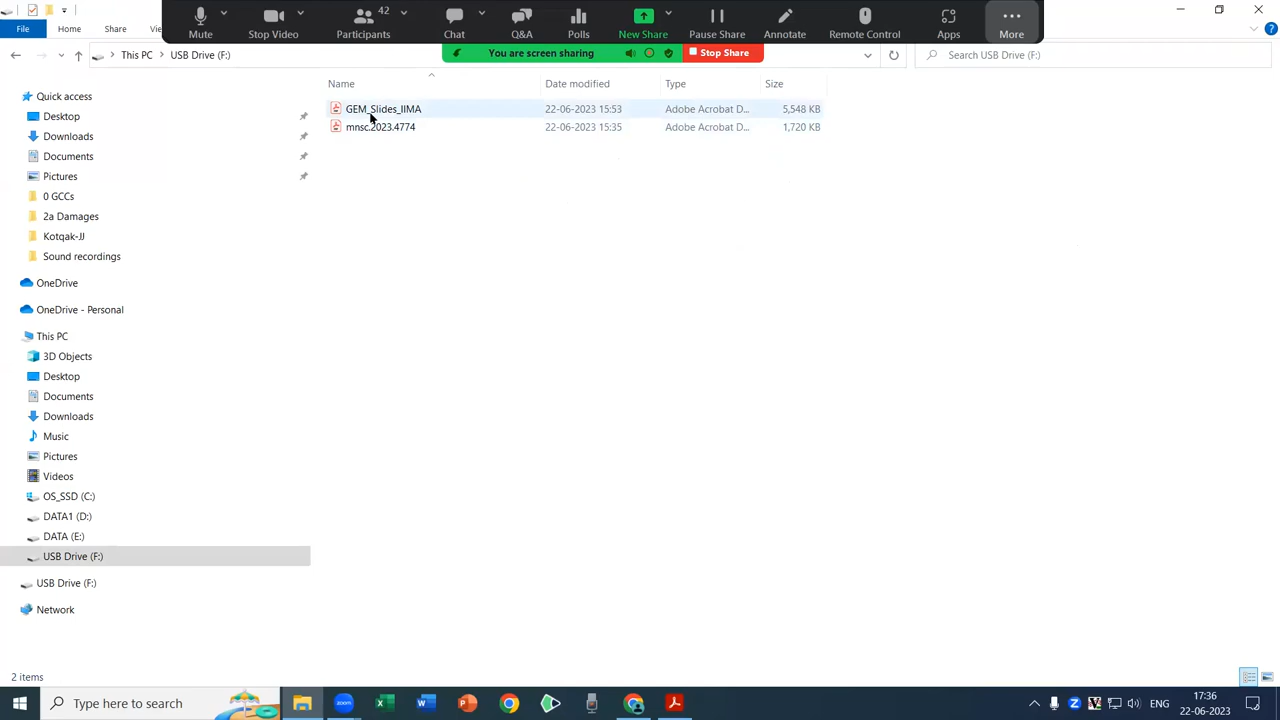 Mute
Stop Video
42
Participants
Chat
Q&A
Polls
New Share
Pause Share
Annotate
Remote Control
Apps
More
File
Home
Share
Vi
You are screen sharing
Stop Share
This PC
USB Drive (F:)
Search USB Drive (F:)
Name
Date modified
Type
Size
GEM_Slides_IIMA 22-06-2023 15:53 Adobe Acrobat D... 5,548 KB
mnsc.2023.4774 22-06-2023 15:35 Adobe Acrobat D... 1,720 KB
Quick access
Desktop
Downloads
Documents
Pictures
0 GCCs
2a Damages
Kotqak-JJ
Sound recordings
OneDrive
OneDrive - Personal
This PC
3D Objects
Desktop
Documents
Downloads
Music
Pictures
Videos
OS_SSD (C:)
DATA1 (D:)
DATA (E:)
USB Drive (F:)
USB Drive (F:)
Network
2 items
Type here to search
zoom
ENG
17:36
22-06-2023